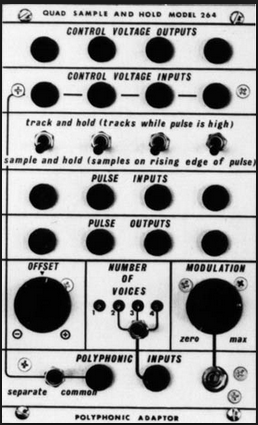 QUAD SAMPLE AND HOLD MODEL 264
CONTROL VOLTAGE OUTPUTS
CONTROL VOLTAGE INPUTS
track and hold (tracks while pulse is high)
sample and hold (samples on rising edge of pulse)
PULSE INPUTS
PULSE OUTPUTS
OFFSET
NUMBER
OF
VOICES
MODULATION
1 2 3 4
- +
zero max
POLYPHONIC INPUTS
separate common
POLYPHONIC ADAPTOR